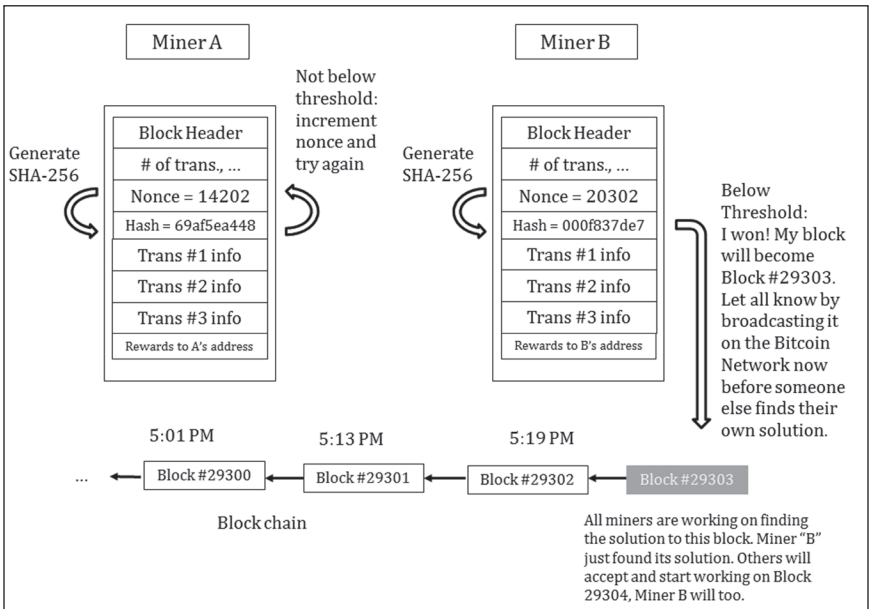 Miner A
Miner B
Not below
threshold:
increment
nonce and
try again
Generate
SHA-256
Block Header
# of trans., ...
Nonce = 14202
Hash = 69af5ea448
Trans #1 info
Trans #2 info
Trans #3 info
Rewards to A's address
Generate
SHA-256
Block Header
# of trans., ...
Nonce = 20302
Hash = 000f837de7
Trans #1 info
Trans #2 info
Trans #3 info
Rewards to B's address
Below
Threshold:
I won! My block
will become
Block #29303.
Let all know by
broadcasting it
on the Bitcoin
Network now
before someone
else finds their
own solution.
5:01 PM
5:13 PM
5:19 PM
...
Block #29300
Block #29301
Block #29302
Block #29303
Block chain
All miners are working on finding
the solution to this block. Miner “B”
just found its solution. Others will
accept and start working on Block
29304, Miner B will too.